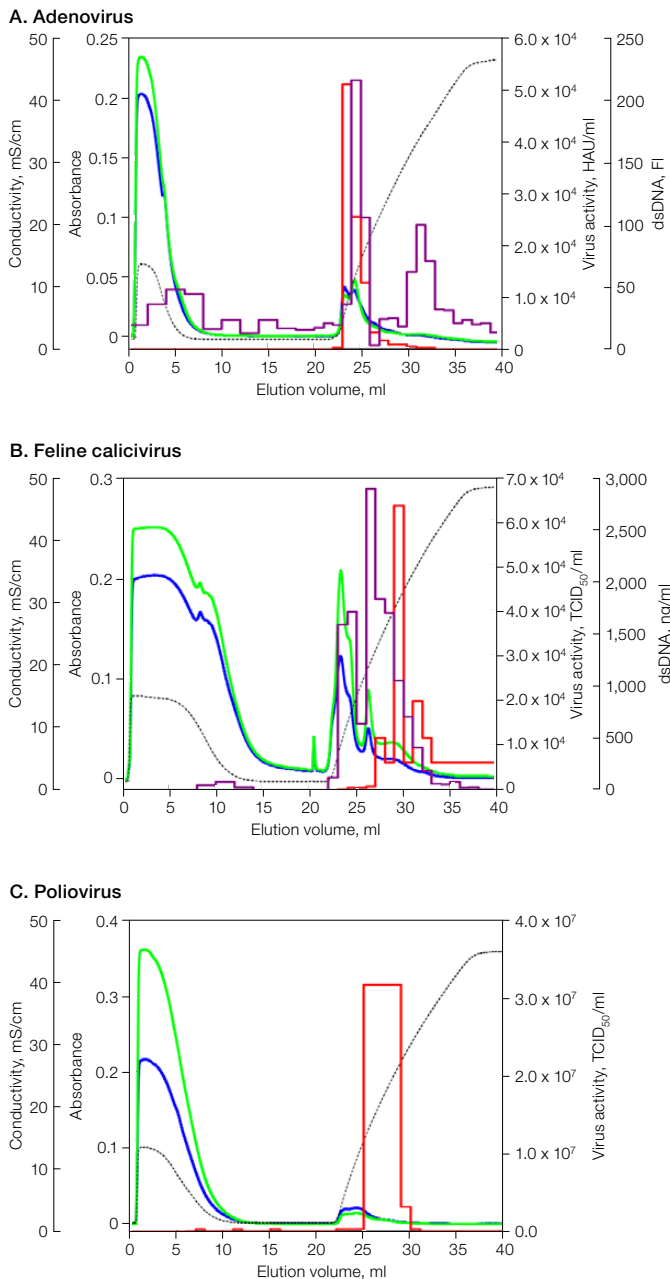 A. Adenovirus
Conductivity, mS/cm
50
40
30
20
10
0
Absorbance
0.25
0.2
0.15
0.1
0.05
0
6.0 x 10⁴
5.0 x 10⁴
4.0 x 10⁴
3.0 x 10⁴
2.0 x 10⁴
1.0 x 10⁴
0
Virus activity, HAU/ml
250
200
150
100
50
0
dsDNA, FI
0 5 10 15 20 25 30 35 40
Elution volume, ml
B. Feline calicivirus
Conductivity, mS/cm
50
40
30
20
10
0
Absorbance
0.3
0.2
0.1
0
7.0 x 10⁴
6.0 x 10⁴
5.0 x 10⁴
4.0 x 10⁴
3.0 x 10⁴
2.0 x 10⁴
1.0 x 10⁴
0
Virus activity, TCID₅₀/ml
3,000
2,500
2,000
1,500
1,000
500
0
dsDNA, ng/ml
0 5 10 15 20 25 30 35 40
Elution volume, ml
C. Poliovirus
Conductivity, mS/cm
50
40
30
20
10
0
Absorbance
0.4
0.3
0.2
0.1
0
4.0 x 10⁷
3.0 x 10⁷
2.0 x 10⁷
1.0 x 10⁷
0.0
Virus activity, TCID₅₀/ml
0 5 10 15 20 25 30 35 40
Elution volume, ml